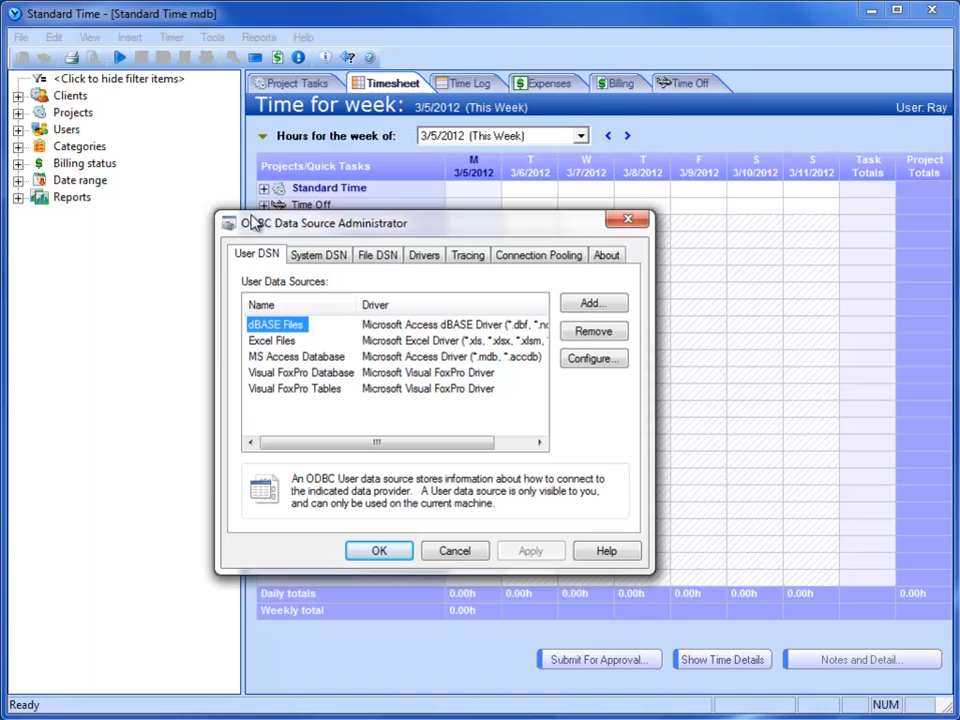 Standard Time - [Standard Time mdb]
File Edit View Insert Timer Tools Reports Help
<Click to hide filter items>
Clients
Projects
Users
Categories
Billing status
Date range
Reports
Project Tasks Timesheet Time Log Expenses Billing Time Off
Time for week: 3/5/2012 (This Week) User: Ray
Hours for the week of: 3/5/2012 (This Week)
Projects/Quick Tasks M 3/5/2012 T 3/6/2012 W 3/7/2012 T 3/8/2012 F 3/9/2012 S 3/10/2012 S 3/11/2012 Task Totals Project Totals
Standard Time
Time Off
ODBC Data Source Administrator
User DSN System DSN File DSN Drivers Tracing Connection Pooling About
User Data Sources:
Name Driver
dBASE Files Microsoft Access dBASE Driver (*.dbf, *.nd
Excel Files Microsoft Excel Driver (*.xls, *.xlsx, *.xlsm,
MS Access Database Microsoft Access Driver (*.mdb, *.accdb)
Visual FoxPro Database Microsoft Visual FoxPro Driver
Visual FoxPro Tables Microsoft Visual FoxPro Driver
Add...
Remove
Configure...
An ODBC User data source stores information about how to connect to
the indicated data provider. A User data source is only visible to you,
and can only be used on the current machine.
OK Cancel Apply Help
Daily totals 0.00h 0.00h 0.00h 0.00h 0.00h 0.00h 0.00h 0.00h
Weekly total 0.00h
Submit For Approval... Show Time Details Notes and Detail...
Ready NUM